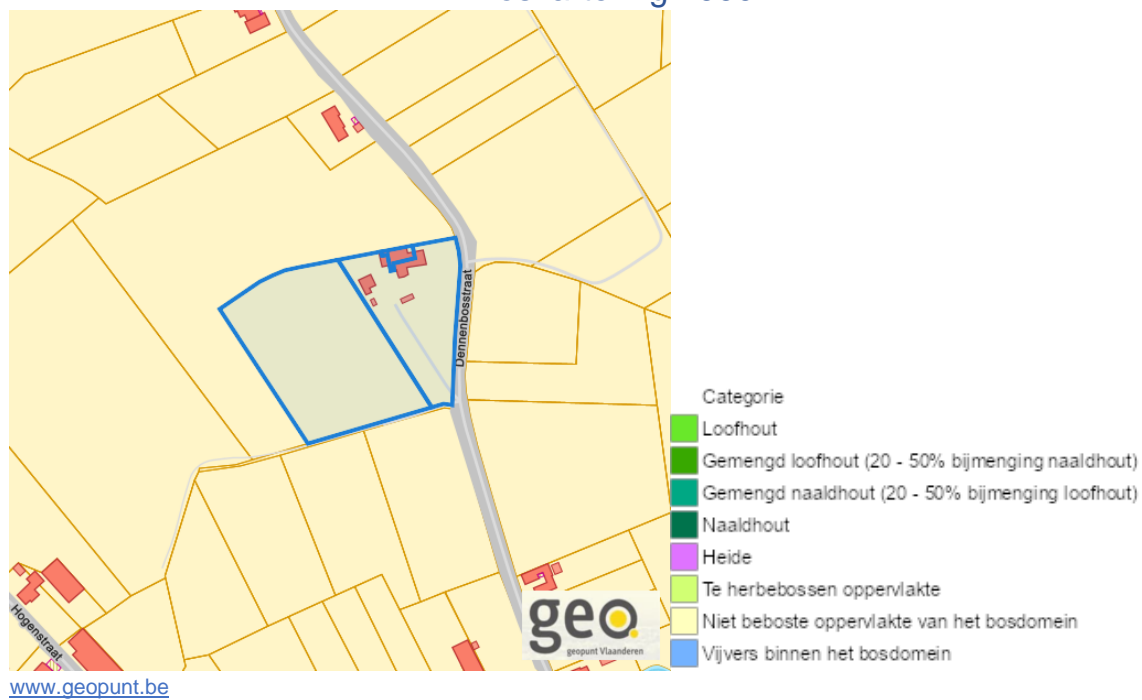 Dennenbosstraat
Hogenstraat
geo
geopunt Vlaanderen
Categorie
Loofhout
Gemengd loofhout (20 - 50% bijmenging naaldhout)
Gemengd naaldhout (20 - 50% bijmenging loofhout)
Naaldhout
Heide
Te herbebossen oppervlakte
Niet beboste oppervlakte van het bosdomein
Vijvers binnen het bosdomein
www.geopunt.be